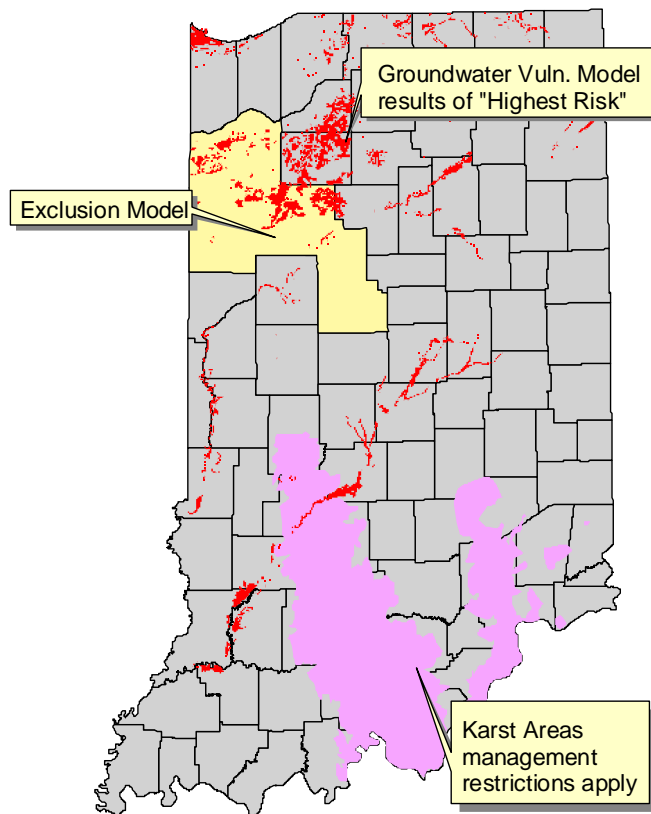 Groundwater Vuln. Model
results of "Highest Risk"
Exclusion Model
Karst Areas
management
restrictions apply